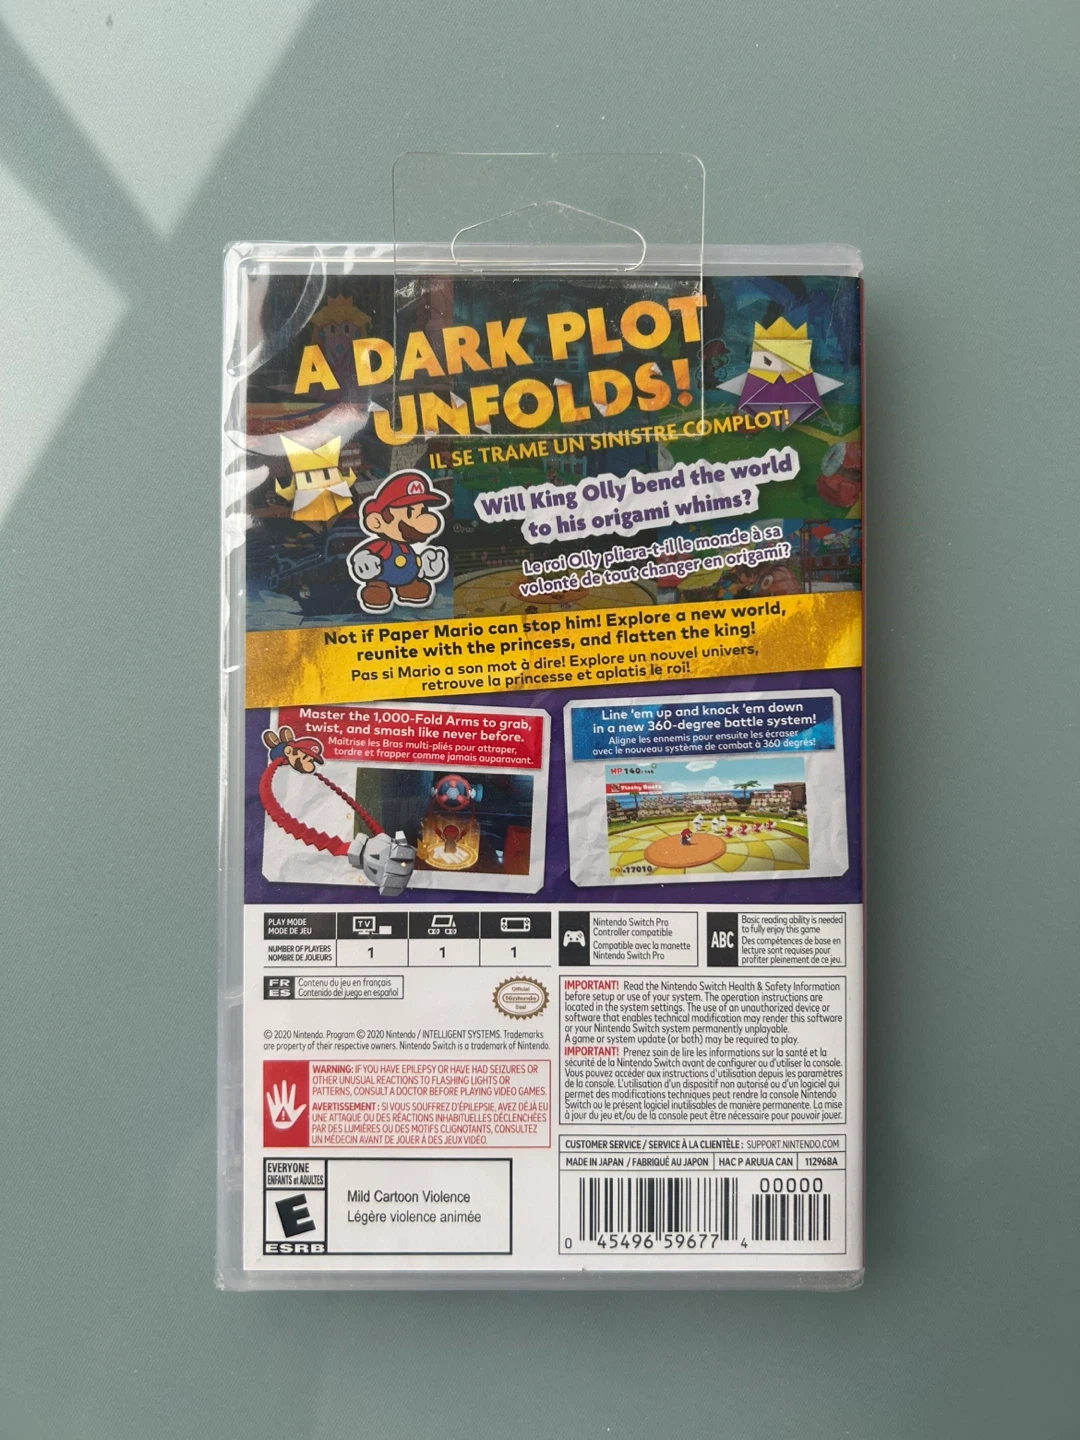 A DARK PLOT
UNFOLDS!
IL SE TRAME UN SINISTRE COMPLOT!
Will King Olly bend the world
to his origami whims?
Le roi Olly pliera-t-il le monde à sa
volonté de tout changer en origami?
Not if Paper Mario can stop him! Explore a new world,
reunite with the princess, and flatten the king!
Pas si Mario a son mot à dire! Explore un nouvel univers,
retrouve la princesse et aplatis le roi!
Master the 1,000-Fold Arms to grab,
twist, and smash like never before.
Maîtrise les Bras multi-pliés pour attraper,
tordre et frapper comme jamais auparavant.
Line 'em up and knock 'em down
in a new 360-degree battle system!
Aligne les ennemis pour ensuite les écraser
avec le nouveau système de combat à 360 degrés!
HP 140
Flashy Boots
17010
PLAY MODE
MODE DE JEU
TV
NUMBER OF PLAYERS
NOMBRE DE JOUEURS
1
1
1
Nintendo Switch Pro
Controller compatible
Compatible avec la manette
Nintendo Switch Pro
ABC
Basic reading ability is needed
to fully enjoy this game
Des compétences de base en
lecture sont requises pour
profiter pleinement de ce jeu.
FR
ES
Contenu du jeu en français
Contenido del juego en español
Official
Nintendo
Seal
© 2020 Nintendo. Program © 2020 Nintendo / INTELLIGENT SYSTEMS. Trademarks
are property of their respective owners. Nintendo Switch is a trademark of Nintendo.
WARNING: IF YOU HAVE EPILEPSY OR HAVE HAD SEIZURES OR
OTHER UNUSUAL REACTIONS TO FLASHING LIGHTS OR
PATTERNS, CONSULT A DOCTOR BEFORE PLAYING VIDEO GAMES.
AVERTISSEMENT : SI VOUS SOUFFREZ D'ÉPILEPSIE, AVEZ DÉJÀ EU
UNE ATTAQUE OU DES RÉACTIONS INHABITUELLES DÉCLENCHÉES
PAR DES LUMIÈRES OU DES MOTIFS CLIGNOTANTS, CONSULTEZ
UN MÉDECIN AVANT DE JOUER À DES JEUX VIDÉO.
IMPORTANT! Read the Nintendo Switch Health & Safety Information
before setup or use of your system. The operation instructions are
located in the system settings. The use of an unauthorized device or
software that enables technical modification may render this software
or your Nintendo Switch system permanently unplayable.
A game or system update (or both) may be required to play.
IMPORTANT! Prenez soin de lire les informations sur la santé et la
sécurité de la Nintendo Switch avant de configurer ou d'utiliser la console.
Vous pouvez accéder aux instructions d'utilisation depuis les paramètres
de la console. L'utilisation d'un dispositif non autorisé ou d'un logiciel qui
permet des modifications techniques peut rendre la console Nintendo
Switch ou le présent logiciel inutilisables de manière permanente. La mise
à jour du jeu et/ou de la console peut être nécessaire pour pouvoir jouer.
CUSTOMER SERVICE / SERVICE À LA CLIENTÈLE : SUPPORT.NINTENDO.COM
MADE IN JAPAN / FABRIQUÉ AU JAPON HAC P ARUUA CAN 112968A
EVERYONE
ENFANTS et ADULTES
E
ESRB
Mild Cartoon Violence
Légère violence animée
00000
0 45496 59677 4